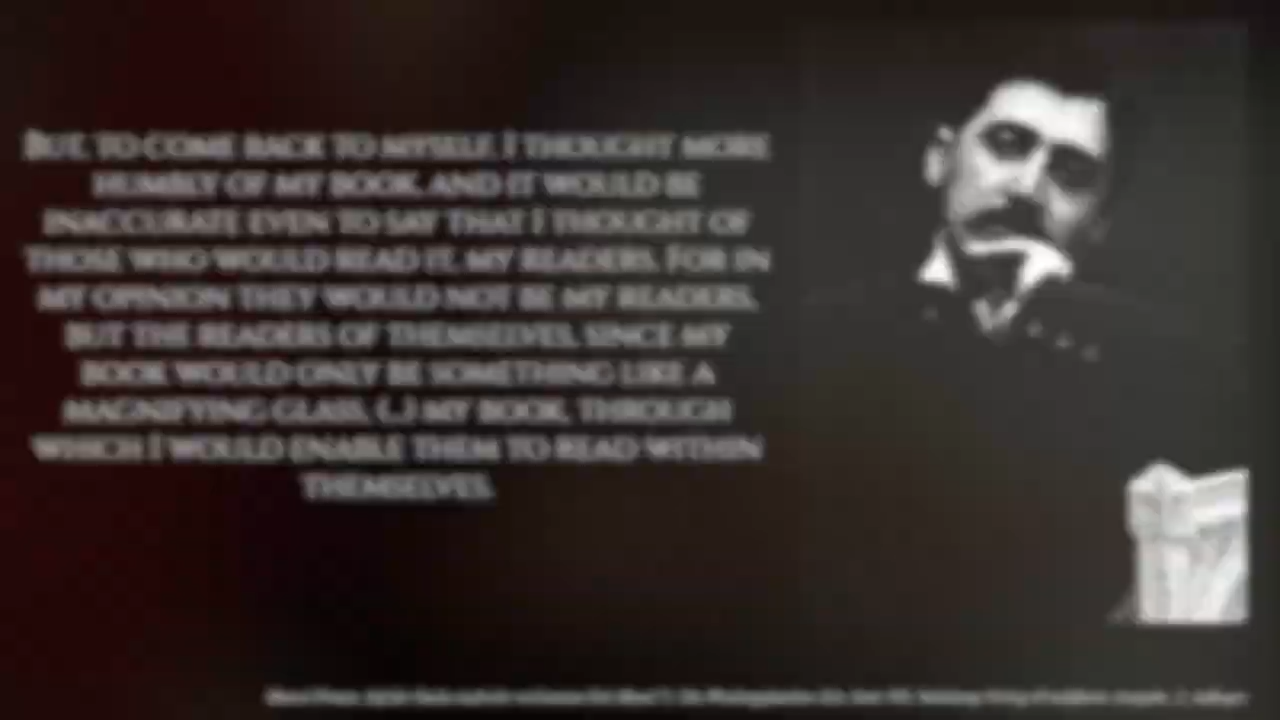 BUT, TO COME BACK TO MYSELF, I THOUGHT MORE
HUMBLY OF MY BOOK, AND IT WOULD BE
INACCURATE EVEN TO SAY THAT I THOUGHT OF
THOSE WHO WOULD READ IT, MY READERS. FOR IN
MY OPINION THEY WOULD NOT BE MY READERS,
BUT THE READERS OF THEMSELVES, SINCE MY
BOOK WOULD ONLY BE SOMETHING LIKE A
MAGNIFYING GLASS, (...) MY BOOK, THROUGH
WHICH I WOULD ENABLE THEM TO READ WITHIN
THEMSELVES.